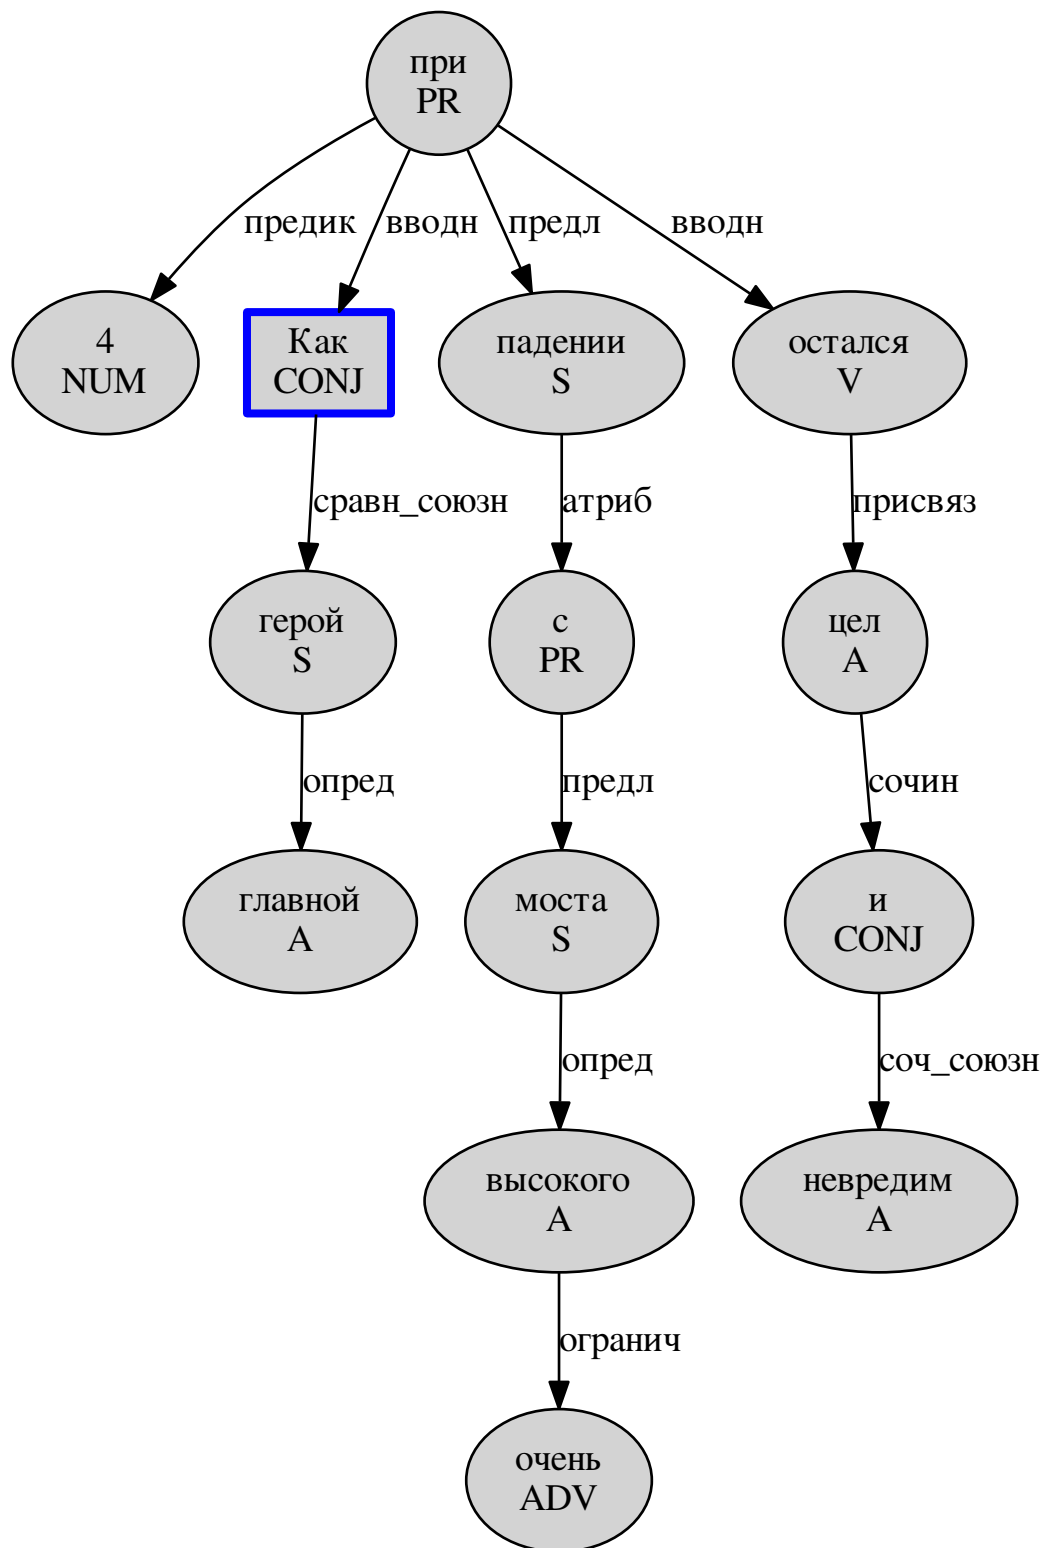 при
PR
предик
вводн
предл
вводн
4
NUM
Как
CONJ
падении
S
остался
V
сравн_союзн
атриб
присвяз
герой
S
с
PR
цел
A
опред
предл
сочин
главной
A
моста
S
и
CONJ
опред
соч_союзн
высокого
A
невредим
A
огранич
очень
ADV